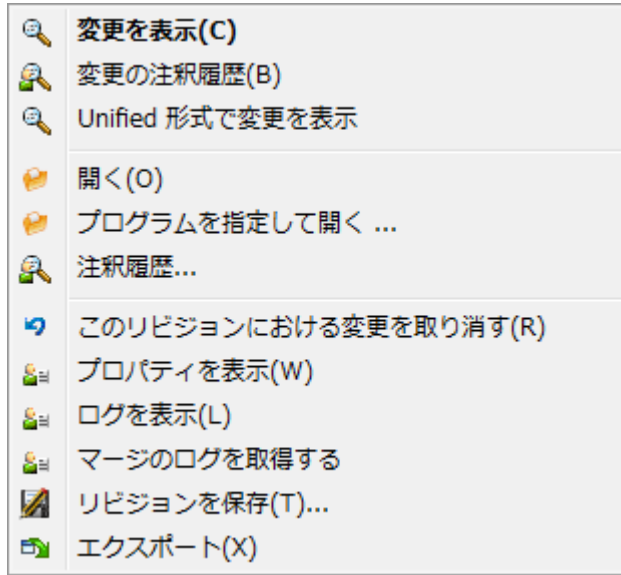 変更を表示(C)
変更の注釈履歴(B)
Unified 形式で変更を表示
開く(O)
プログラムを指定して開く ...
注釈履歴...
このリビジョンにおける変更を取り消す(R)
プロパティを表示(W)
ログを表示(L)
マージのログを取得する
リビジョンを保存(T)...
エクスポート(X)